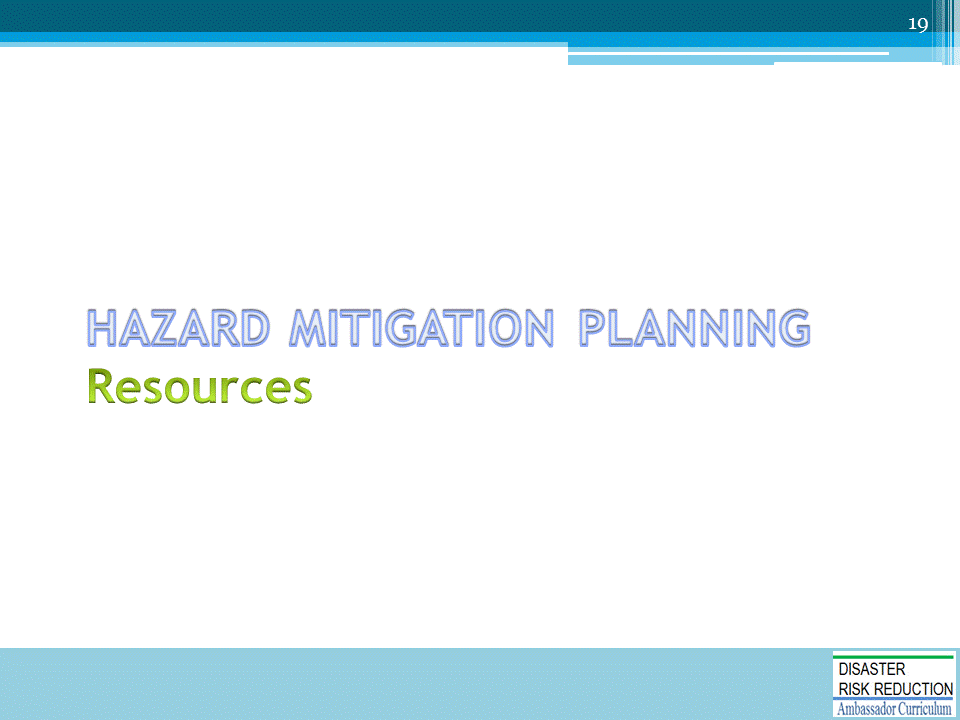 19
HAZARD MITIGATION PLANNING
Resources
DISASTER
RISK REDUCTION
Ambassador Curriculum